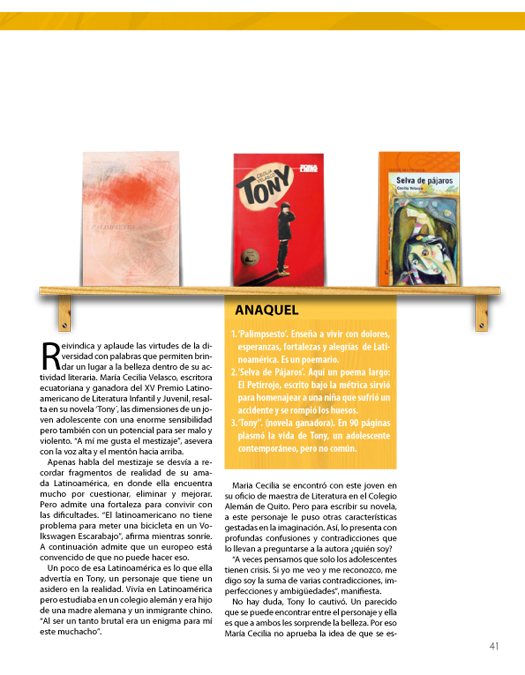 CECILIA
VELASCO
TONY
Selva de pájaros
Cecilia Velasco
ANAQUEL
1. 'Palimpsesto'. Enseña a vivir con dolores,
esperanzas, fortalezas y alegrías de Lati-
noamérica. Es un poemario.
2. 'Selva de Pájaros'. Aquí un poema largo:
El Petirrojo, escrito bajo la métrica sirvió
para homenajear a una niña que sufrió un
accidente y se rompió los huesos.
3. 'Tony". (novela ganadora). En 90 páginas
plasmó la vida de Tony, un adolescente
contemporáneo, pero no común.
Reivindica y aplaude las virtudes de la di-
versidad con palabras que permiten brin-
dar un lugar a la belleza dentro de su ac-
tividad literaria. María Cecilia Velasco, escritora
ecuatoriana y ganadora del XV Premio Latino-
americano de Literatura Infantil y Juvenil, resal-
ta en su novela 'Tony´, las dimensiones de un jo-
ven adolescente con una enorme sensibilidad
pero también con un potencial para ser malo y
violento. "A mí me gusta el mestizaje", asevera
con la voz alta y el mentón hacia arriba.
Apenas habla del mestizaje se desvía a re-
cordar fragmentos de realidad de su ama-
da Latinoamérica, en donde ella encuentra
mucho por cuestionar, eliminar y mejorar.
Pero admite una fortaleza para convivir con
las dificultades. "El latinoamericano no tiene
problema para meter una bicicleta en un Vo-
lkswagen Escarabajo", afirma mientras sonríe.
A continuación admite que un europeo está
convencido de que no puede hacer eso.
Un poco de esa Latinoamérica es lo que ella
advertía en Tony, un personaje que tiene un
asidero en la realidad. Vivía en Latinoamérica
pero estudiaba en un colegio alemán y era hijo
de una madre alemana y un inmigrante chino.
"Al ser un tanto brutal era un enigma para mí
este muchacho".
Maria Cecilia se encontró con este joven en
su oficio de maestra de Literatura en el Colegio
Alemán de Quito. Pero para escribir su novela,
a este personaje le puso otras características
gestadas en la imaginación. Así, lo presenta con
profundas confusiones y contradicciones que
lo llevan a preguntarse a la autora ¿quién soy?
"A veces pensamos que solo los adolescentes
tienen crisis. Si yo me veo y me reconozco, me
digo soy la suma de varias contradicciones, im-
perfecciones y ambigüedades", manifiesta.
No hay duda, Tony lo cautivó. Un parecido
que se puede encontrar entre el personaje y ella
es que a ambos les sorprende la belleza. Por eso
María Cecilia no aprueba la idea de que se es-
41